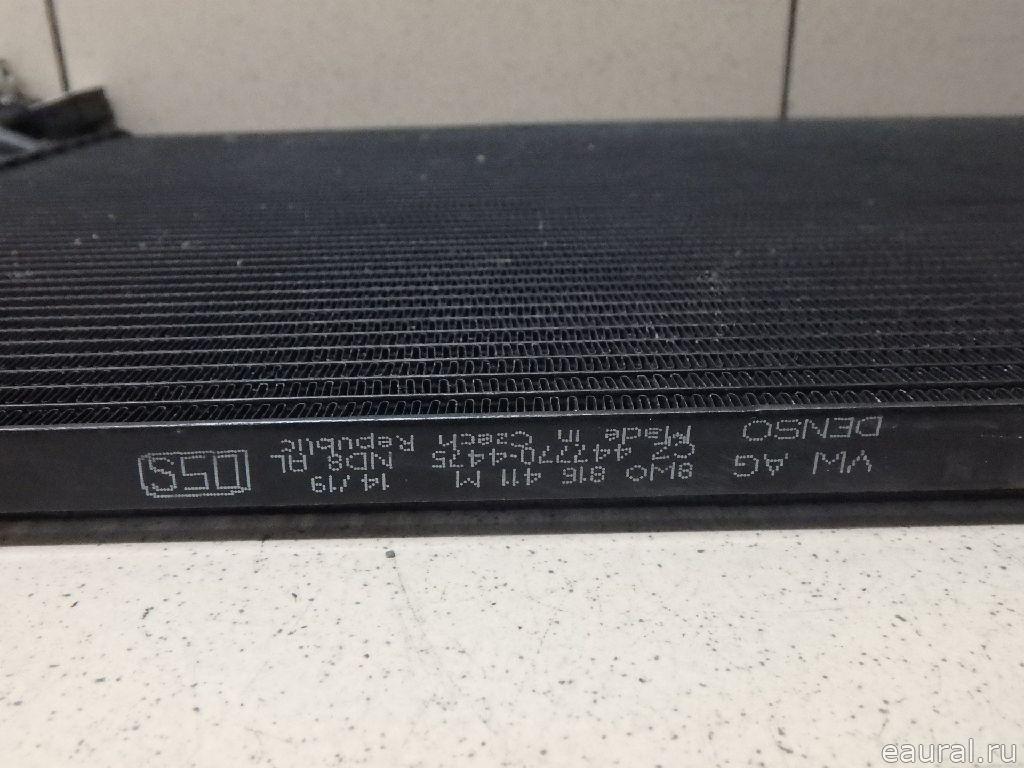 VW AG 8W0 816 411 M 14/19
CZ 447770-4475 ND8 AL
DENSO Made in Czech Republic
eaural.ru